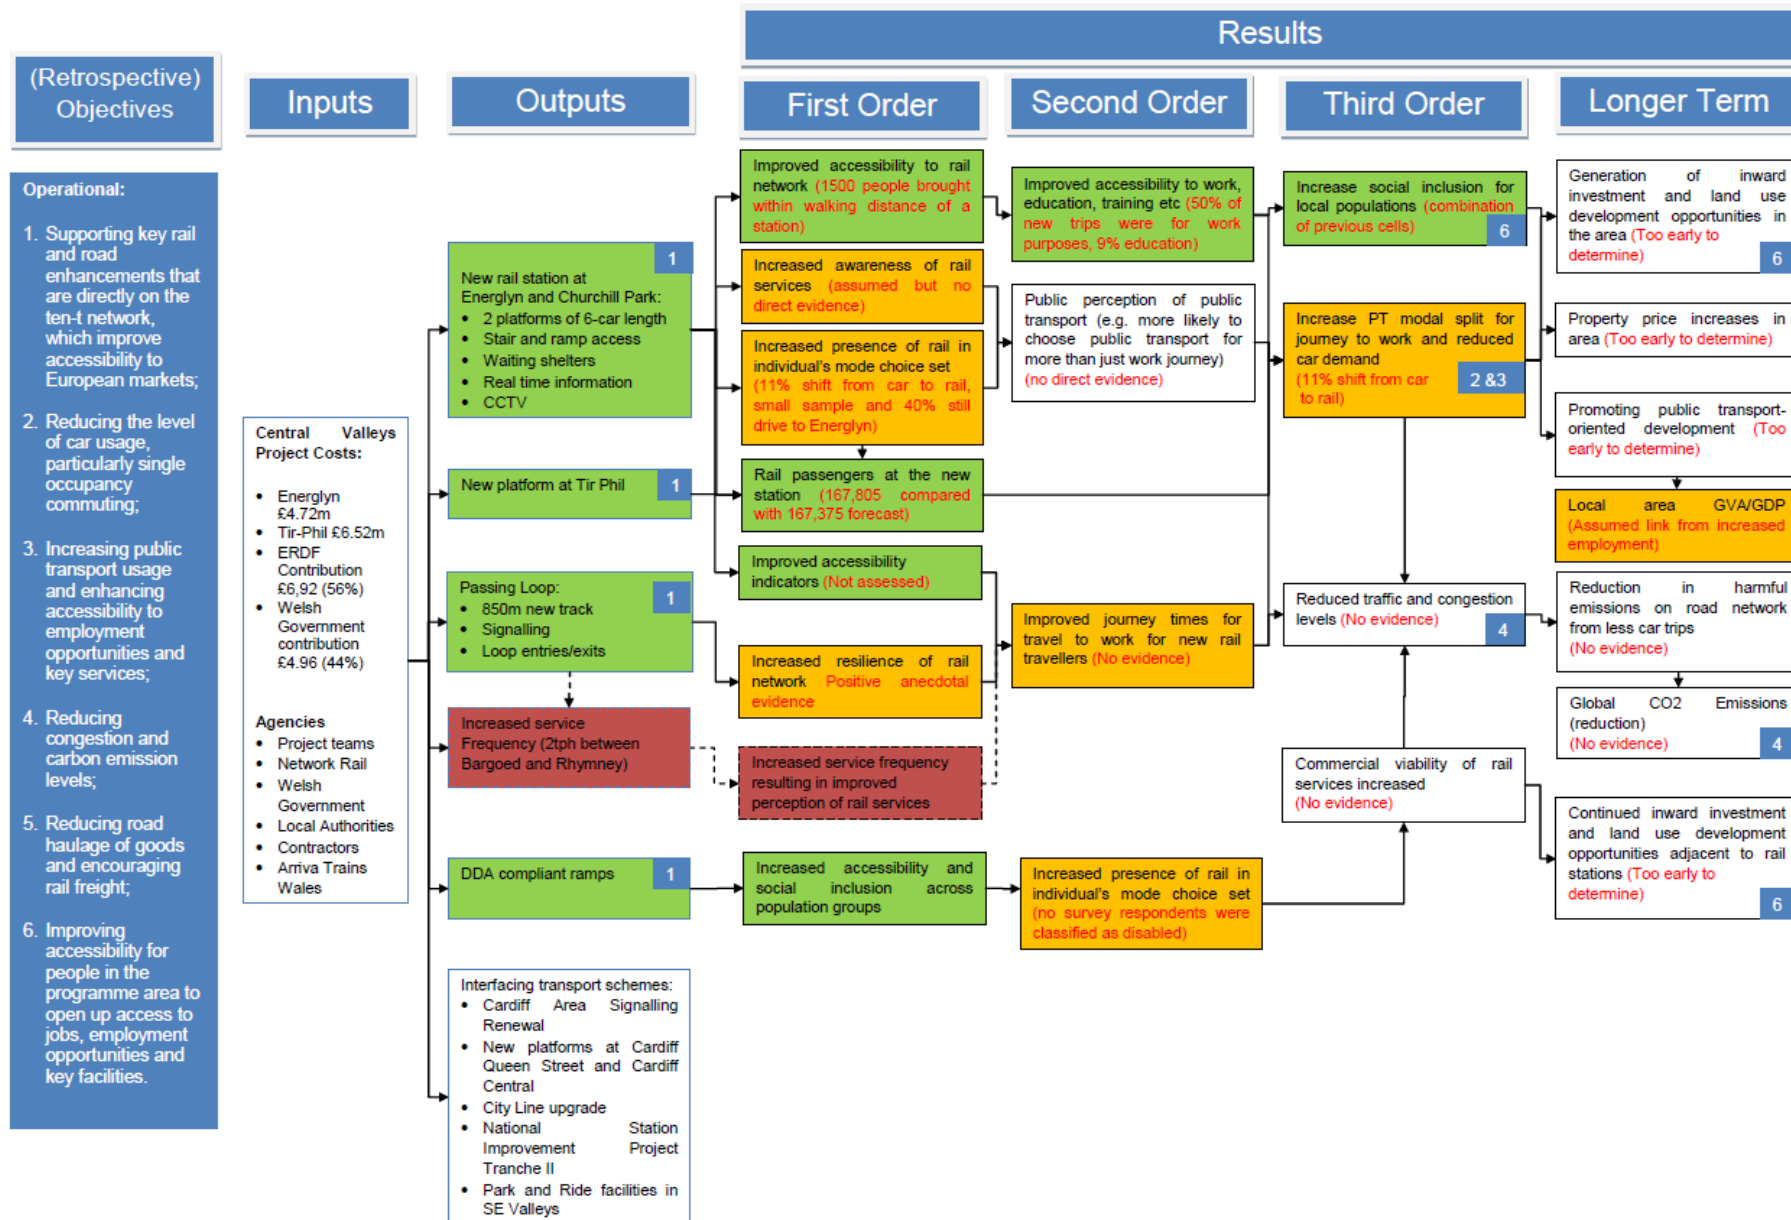 Results
(Retrospective)
Objectives
Inputs
Outputs
First Order
Second Order
Third Order
Longer Term
Operational:
1. Supporting key rail
and road
enhancements that
are directly on the
ten-t network,
which improve
accessibility to
European markets;
2. Reducing the level
of car usage,
particularly single
occupancy
commuting;
3. Increasing public
transport usage
and enhancing
accessibility to
employment
opportunities and
key services;
4. Reducing
congestion and
carbon emission
levels;
5. Reducing road
haulage of goods
and encouraging
rail freight;
6. Improving
accessibility for
people in the
programme area to
open up access to
jobs, employment
opportunities and
key facilities.
Central Valleys
Project Costs:
• Energlyn
£4.72m
• Tir-Phil £6.52m
• ERDF
Contribution
£6,92 (56%)
• Welsh
Government
contribution
£4.96 (44%)
Agencies
• Project teams
• Network Rail
• Welsh
Government
• Local Authorities
• Contractors
• Arriva Trains
Wales
1
New rail station at
Energlyn and Churchill Park:
• 2 platforms of 6-car length
• Stair and ramp access
• Waiting shelters
• Real time information
• CCTV
New platform at Tir Phil
1
Passing Loop:
1
• 850m new track
• Signalling
• Loop entries/exits
Increased service
Frequency (2tph between
Bargoed and Rhymney)
DDA compliant ramps
1
Interfacing transport schemes:
• Cardiff Area Signalling
Renewal
• New platforms at Cardiff
Queen Street and Cardiff
Central
• City Line upgrade
• National Station
Improvement Project
Tranche II
• Park and Ride facilities in
SE Valleys
Improved accessibility to rail
network (1500 people brought
within walking distance of a
station)
Increased awareness of rail
services (assumed but no
direct evidence)
Increased presence of rail in
individual's mode choice set
(11% shift from car to rail,
small sample and 40% still
drive to Energlyn)
Rail passengers at the new
station (167,805 compared
with 167,375 forecast)
Improved accessibility
indicators (Not assessed)
Increased resilience of rail
network Positive anecdotal
evidence
Increased service frequency
resulting in improved
perception of rail services
Increased accessibility and
social inclusion across
population groups
Improved accessibility to work,
education, training etc (50% of
new trips were for work
purposes, 9% education)
Public perception of public
transport (e.g. more likely to
choose public transport for
more than just work journey)
(no direct evidence)
Improved journey times for
travel to work for new rail
travellers (No evidence)
Increased presence of rail in
individual's mode choice set
(no survey respondents were
classified as disabled)
Increase social inclusion for
local populations (combination
of previous cells)
6
Increase PT modal split for
journey to work and reduced
car demand
(11% shift from car
to rail)
2 &3
Reduced traffic and congestion
levels (No evidence)
4
Commercial viability of rail
services increased
(No evidence)
Generation of inward
investment and land use
development opportunities in
the area (Too early to
determine)
6
Property price increases in
area (Too early to determine)
Promoting public transport-
oriented development (Too
early to determine)
Local area GVA/GDP
(Assumed link from increased
employment)
Reduction in harmful
emissions on road network
from less car trips
(No evidence)
Global CO2 Emissions
(reduction)
(No evidence)
4
Continued inward investment
and land use development
opportunities adjacent to rail
stations (Too early to
determine)
6